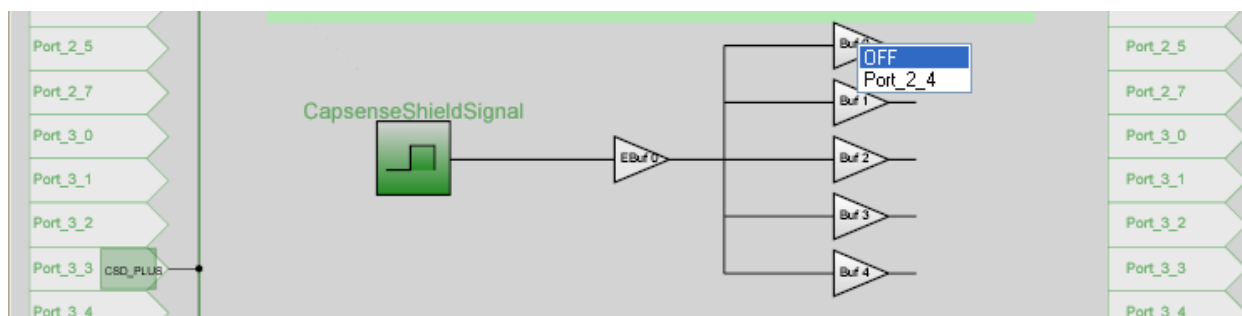 Port_2_5
Port_2_7
Port_3_0
Port_3_1
Port_3_2
Port_3_3
CSD_PLUS
Port_3_4
CapsenseShieldSignal
EBuf 0
OFF
Port_2_4
Buf 1
Buf 2
Buf 3
Buf 4
Port_2_5
Port_2_7
Port_3_0
Port_3_1
Port_3_2
Port_3_3
Port_3_4